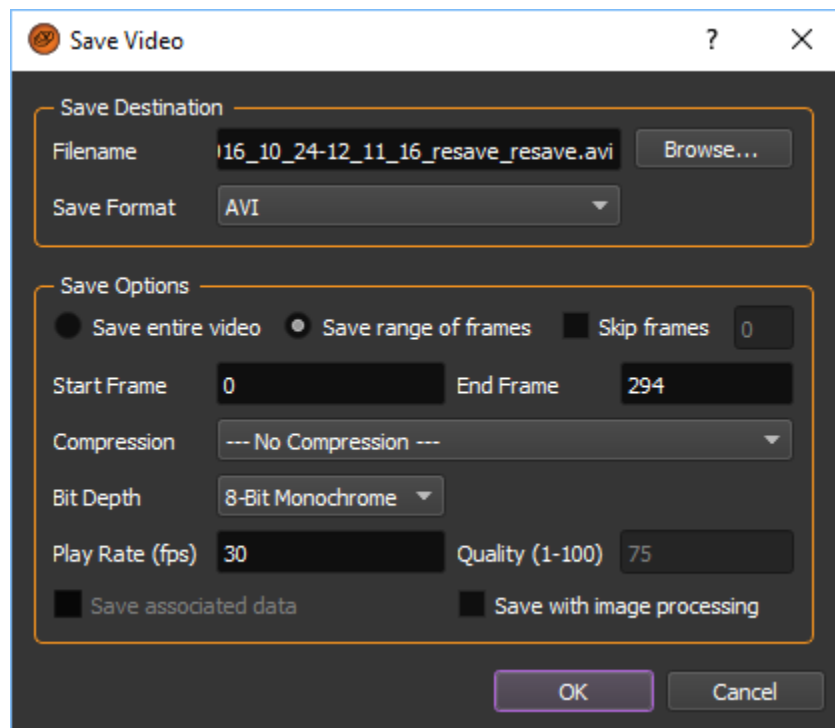 Save Video
Save Destination
Filename 16_10_24-12_11_16_resave_resave.avi Browse...
Save Format AVI
Save Options
Save entire video Save range of frames Skip frames 0
Start Frame 0 End Frame 294
Compression --- No Compression ---
Bit Depth 8-Bit Monochrome
Play Rate (fps) 30 Quality (1-100) 75
Save associated data Save with image processing
OK Cancel